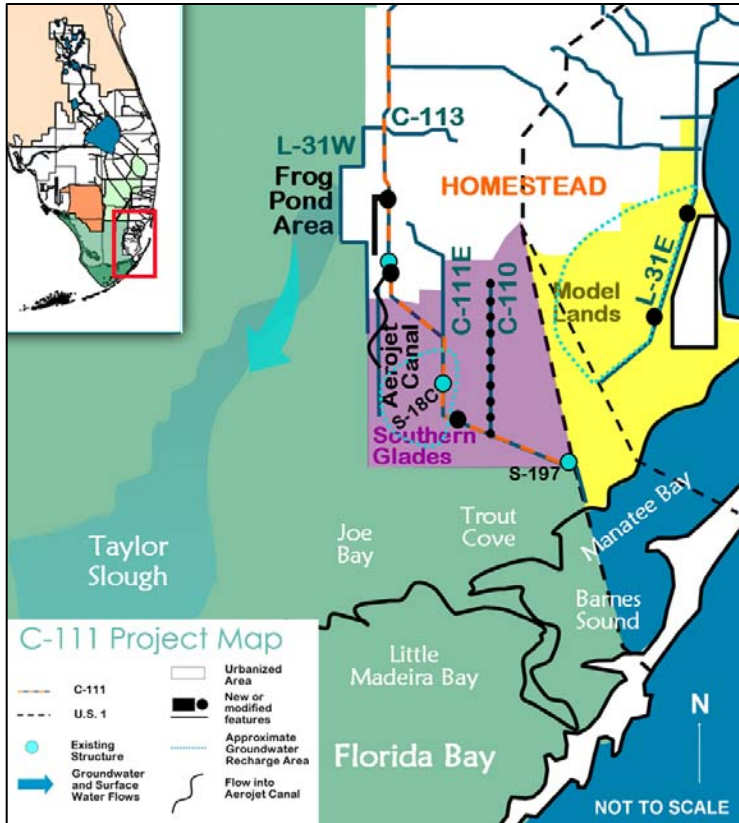 C-113
L-31W
Frog
Pond
Area
HOMESTEAD
L-31E
Model
Lands
C-111E
C-110
Aerojet
Canal
S-18C
Southern
Glades
S-197
Manatee Bay
Trout
Cove
Joe
Bay
Taylor
Slough
Barnes
Sound
Little
Madeira Bay
Florida Bay
N
NOT TO SCALE
C-111 Project Map
C-111
U.S. 1
Existing
Structure
Groundwater
and Surface
Water Flows
Urbanized
Area
New or
modified
features
Approximate
Groundwater
Recharge Area
Flow into
Aerojet Canal